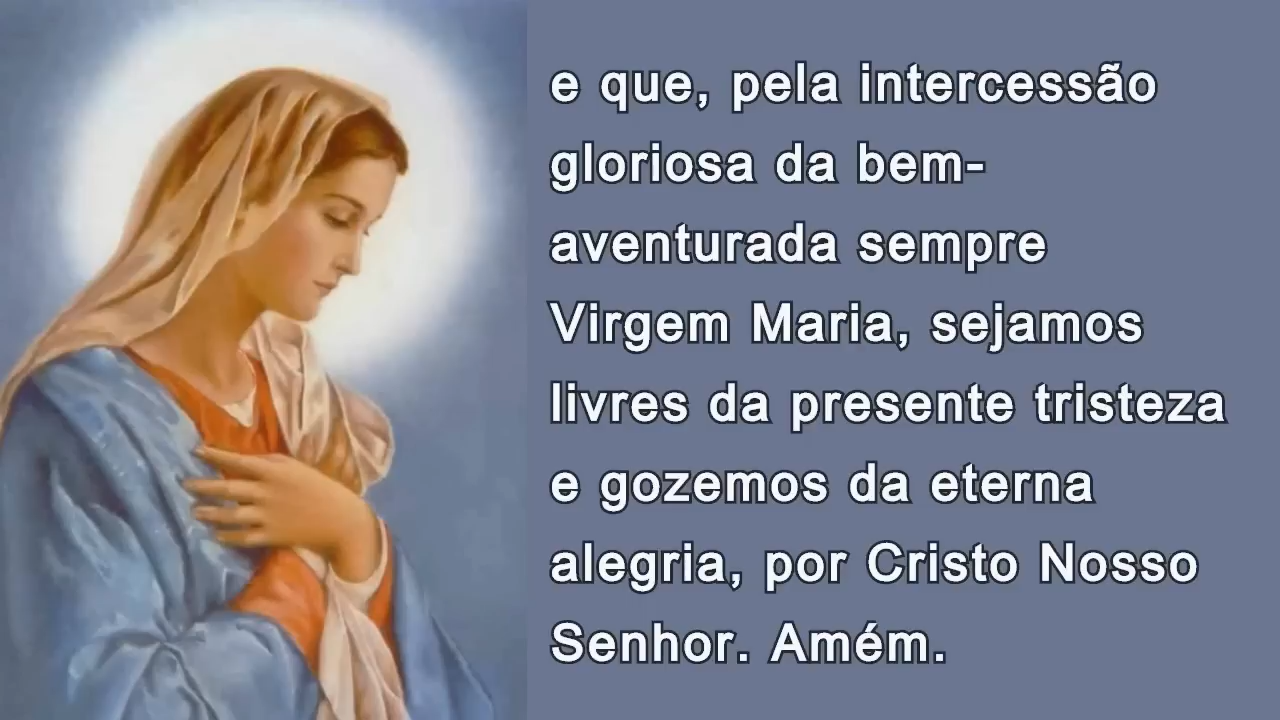 e que, pela intercessão
gloriosa da bem-
aventurada sempre
Virgem Maria, sejamos
livres da presente tristeza
e gozemos da eterna
alegria, por Cristo Nosso
Senhor. Amém.